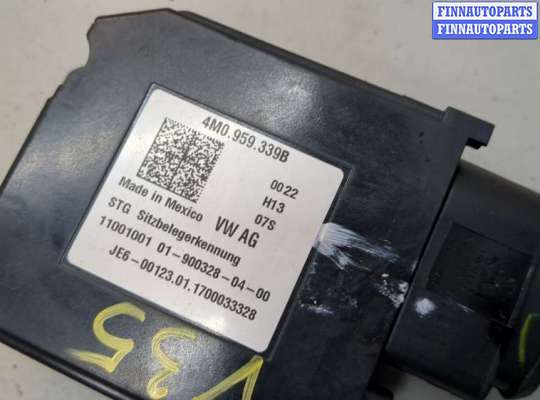 FINNAUTOPARTS
FINNAUTOPARTS
4M0.959.339B
0022
H13
07S
Made in Mexico VW AG
STG Sitzbelegerkennung
11001001 01-900328-04-00
JE6-00123.01.1700033328
V35